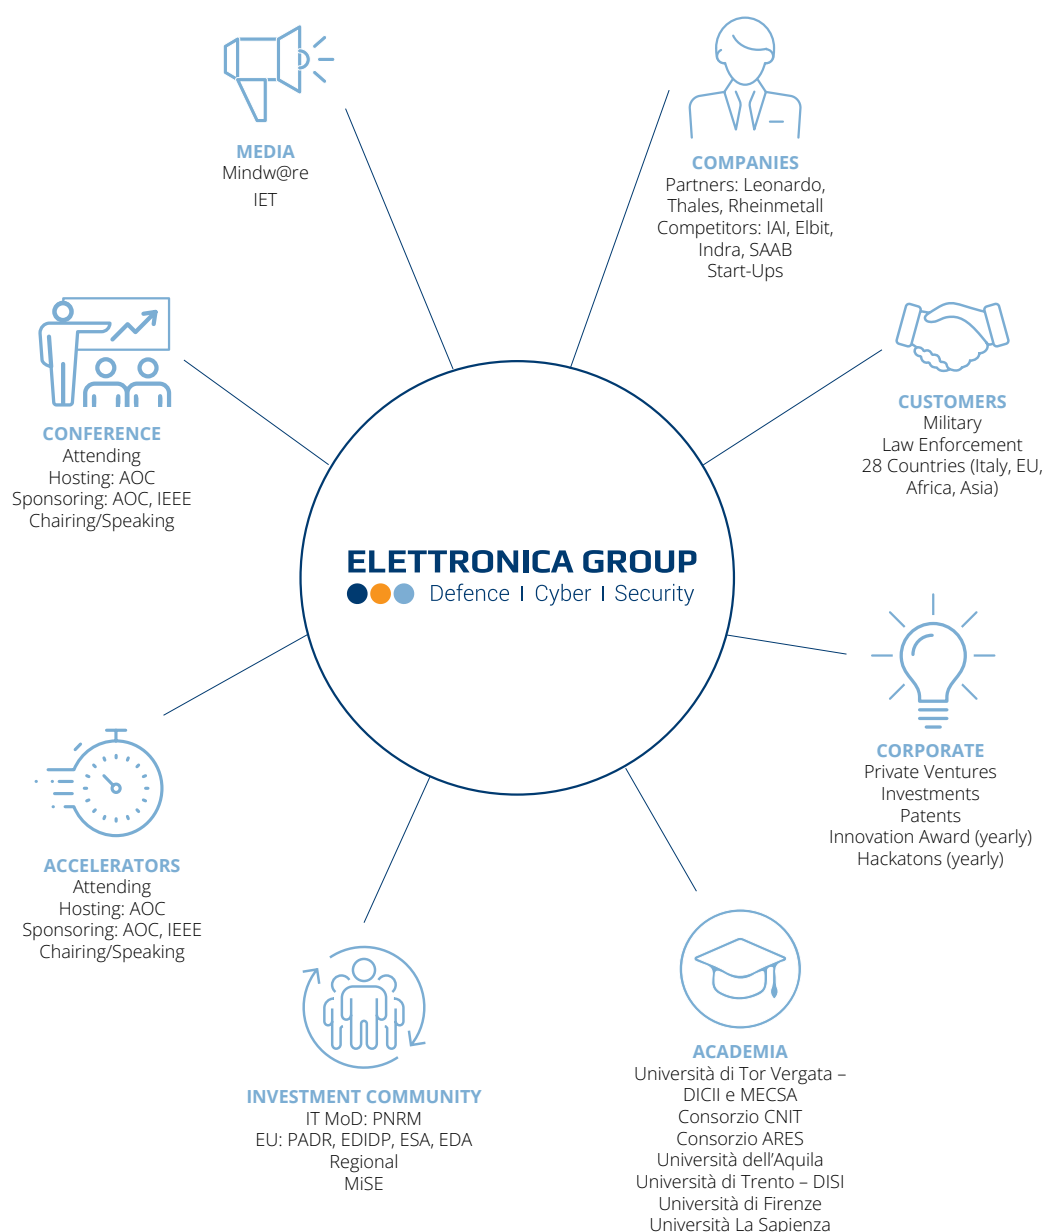 MEDIA
Mindw@re
IET
COMPANIES
Partners: Leonardo,
Thales, Rheinmetall
Competitors: IAI, Elbit,
Indra, SAAB
Start-Ups
CONFERENCE
Attending
Hosting: AOC
Sponsoring: AOC, IEEE
Chairing/Speaking
CUSTOMERS
Military
Law Enforcement
28 Countries (Italy, EU,
Africa, Asia)
ELETTRONICA GROUP
Defence | Cyber | Security
CORPORATE
Private Ventures
Investments
Patents
Innovation Award (yearly)
Hackatons (yearly)
ACCELERATORS
Attending
Hosting: AOC
Sponsoring: AOC, IEEE
Chairing/Speaking
INVESTMENT COMMUNITY
IT MoD: PNRM
EU: PADR, EDIDP, ESA, EDA
Regional
MiSE
ACADEMIA
Università di Tor Vergata –
DICII e MECSA
Consorzio CNIT
Consorzio ARES
Università dell’Aquila
Università di Trento – DISI
Università di Firenze
Università La Sapienza